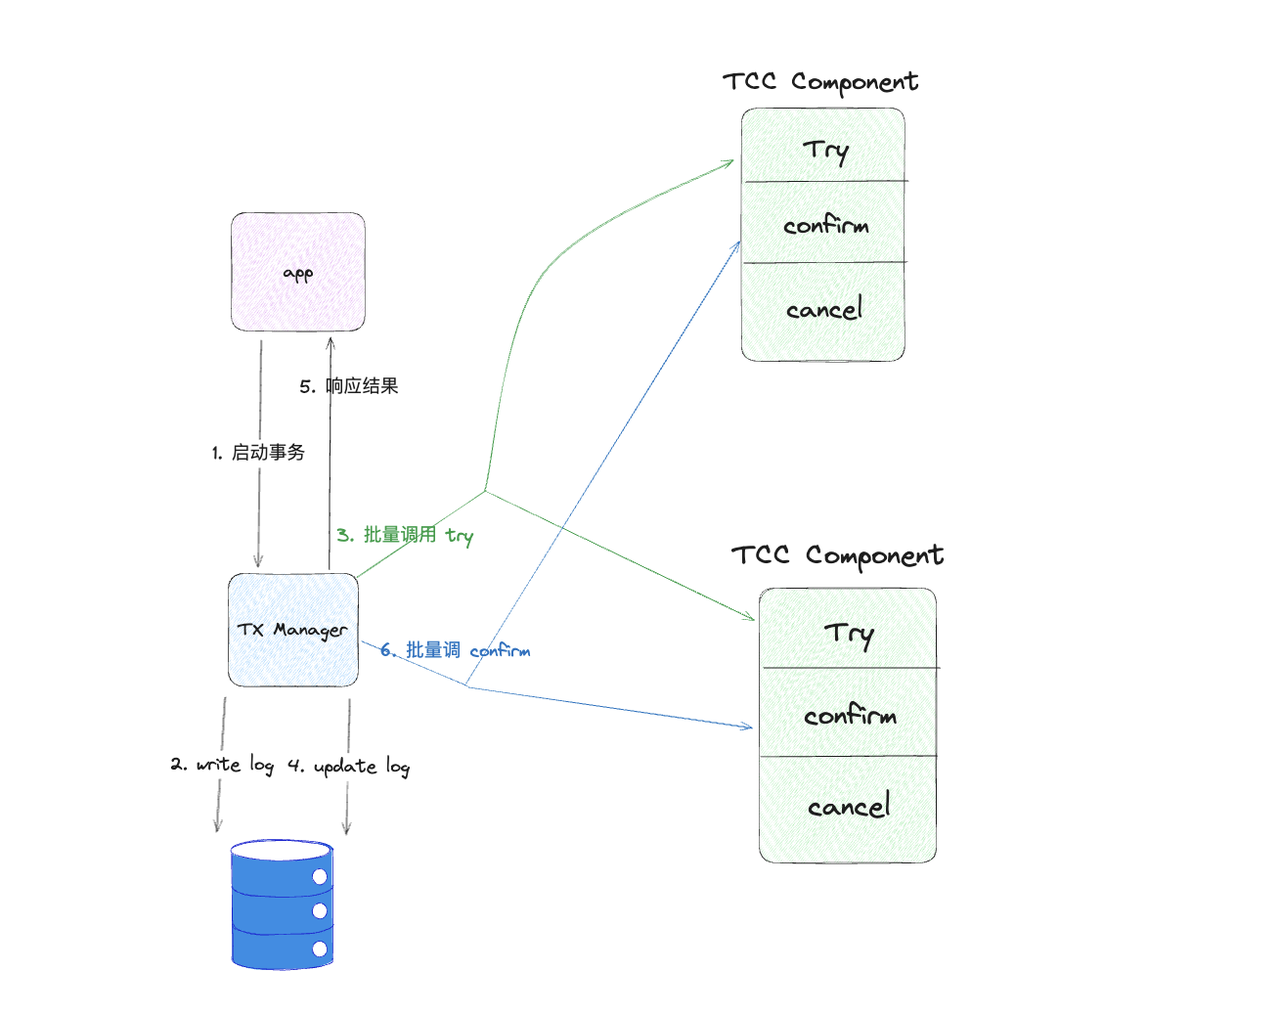 TCC Component
Try
confirm
cancel
app
5. 响应结果
1. 启动事务
3. 批量调用 try
TX Manager
6. 批量调 confirm
2. write log
4. update log
TCC Component
Try
confirm
cancel